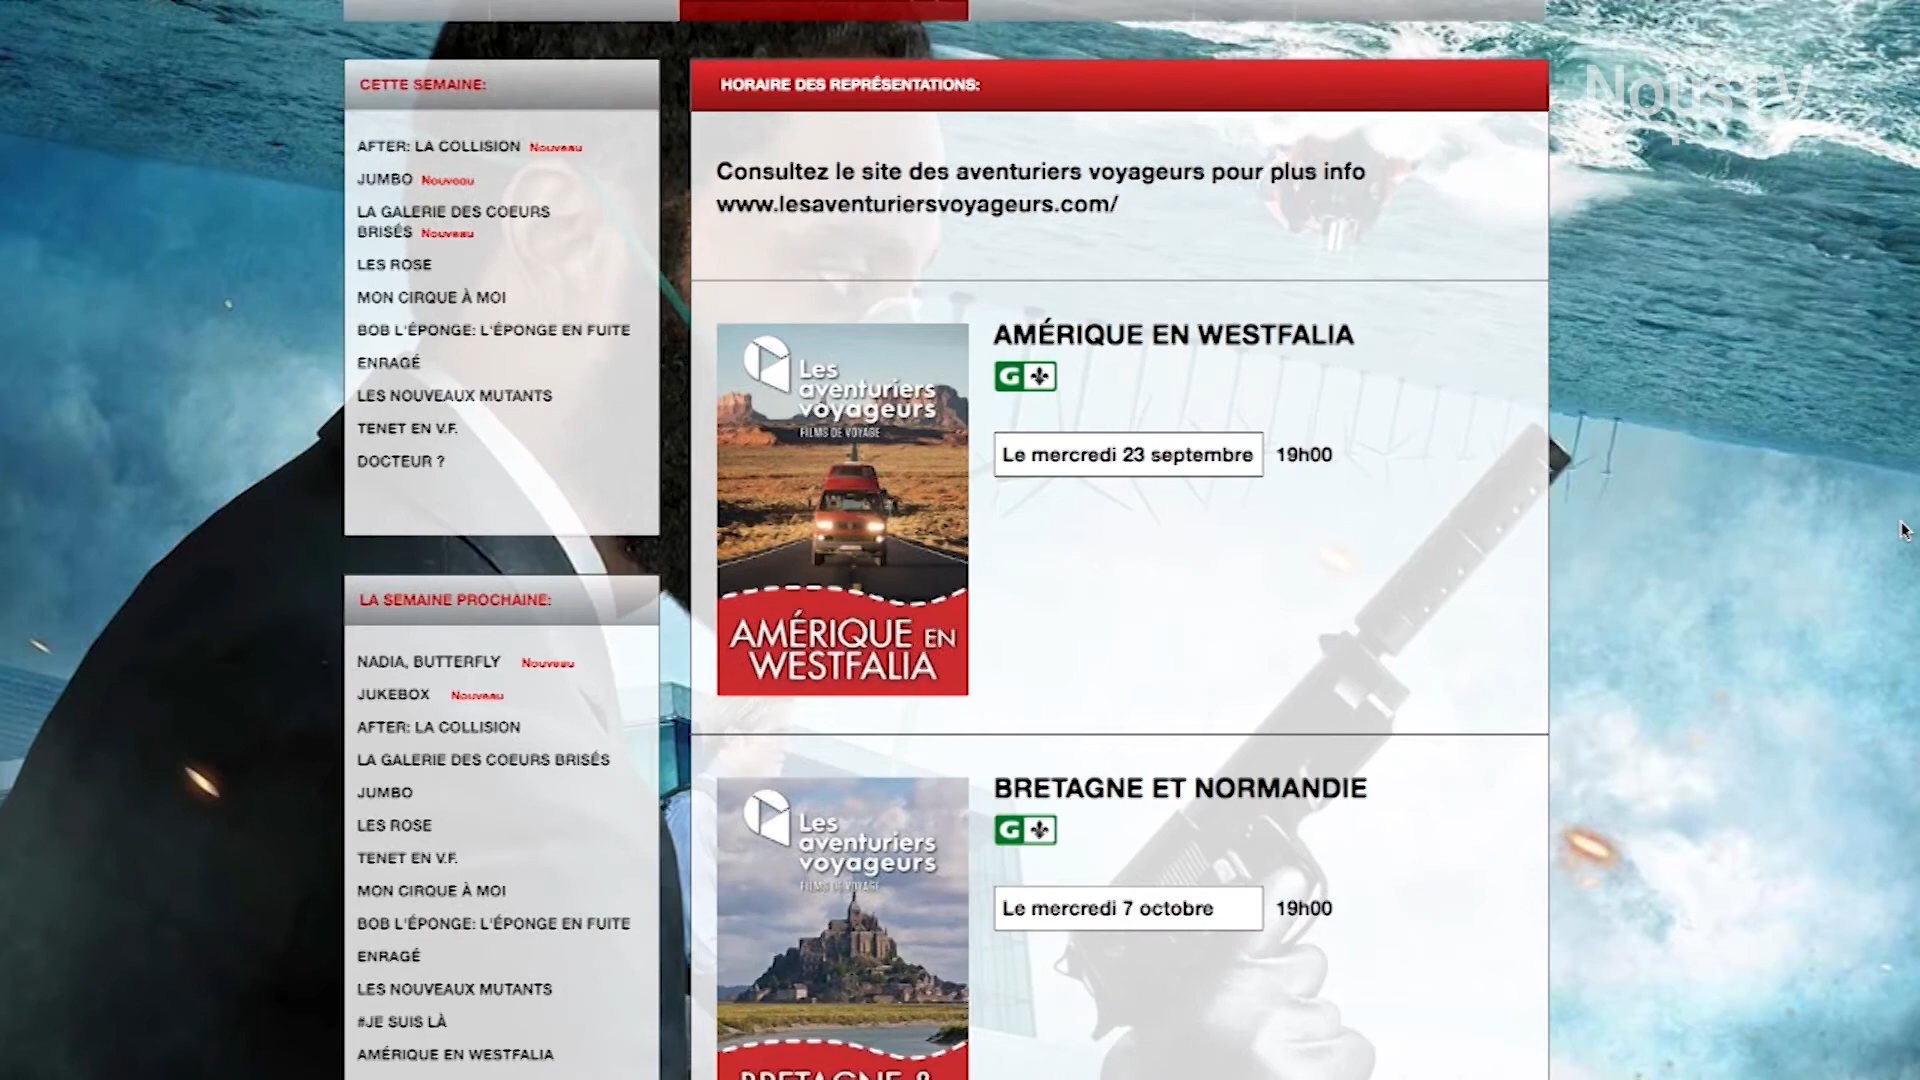 NousTV
CETTE SEMAINE:
AFTER: LA COLLISION Nouveau
JUMBO Nouveau
LA GALERIE DES COEURS
BRISÉS Nouveau
LES ROSE
MON CIRQUE À MOI
BOB L'ÉPONGE: L'ÉPONGE EN FUITE
ENRAGÉ
LES NOUVEAUX MUTANTS
TENET EN V.F.
DOCTEUR ?
LA SEMAINE PROCHAINE:
NADIA, BUTTERFLY Nouveau
JUKEBOX Nouveau
AFTER: LA COLLISION
LA GALERIE DES COEURS BRISÉS
JUMBO
LES ROSE
TENET EN V.F.
MON CIRQUE À MOI
BOB L'ÉPONGE: L'ÉPONGE EN FUITE
ENRAGÉ
LES NOUVEAUX MUTANTS
#JE SUIS LÀ
AMÉRIQUE EN WESTFALIA
HORAIRE DES REPRÉSENTATIONS:
Consultez le site des aventuriers voyageurs pour plus info
www.lesaventuriersvoyageurs.com/
Les
aventuriers
voyageurs
FILMS DE VOYAGE
AMÉRIQUE EN
WESTFALIA
AMÉRIQUE EN WESTFALIA
G
Le mercredi 23 septembre 19h00
Les
aventuriers
voyageurs
FILMS DE VOYAGE
BRETAGNE &
BRETAGNE ET NORMANDIE
G
Le mercredi 7 octobre 19h00